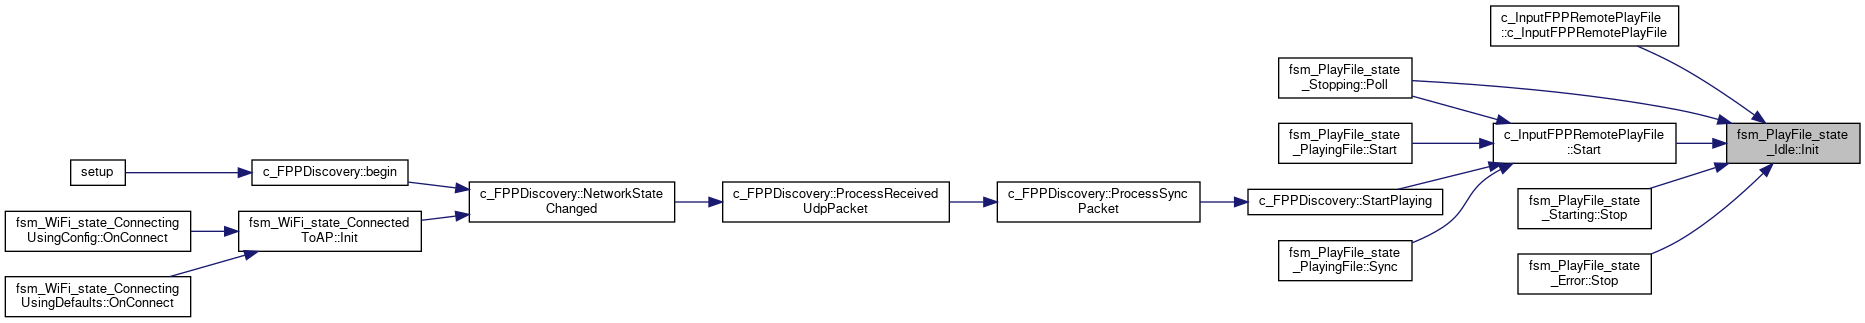 c_InputFPPRemotePlayFile
::c_InputFPPRemotePlayFile
fsm_PlayFile_state
_Stopping::Poll
fsm_PlayFile_state
_PlayingFile::Start
c_InputFPPRemotePlayFile
::Start
fsm_PlayFile_state
_Idle::Init
setup
c_FPPDiscovery::begin
c_FPPDiscovery::NetworkState
Changed
c_FPPDiscovery::ProcessReceived
UdpPacket
c_FPPDiscovery::ProcessSync
Packet
c_FPPDiscovery::StartPlaying
fsm_PlayFile_state
_Starting::Stop
fsm_WiFi_state_Connecting
UsingConfig::OnConnect
fsm_WiFi_state_Connected
ToAP::Init
fsm_PlayFile_state
_PlayingFile::Sync
fsm_PlayFile_state
_Error::Stop
fsm_WiFi_state_Connecting
UsingDefaults::OnConnect